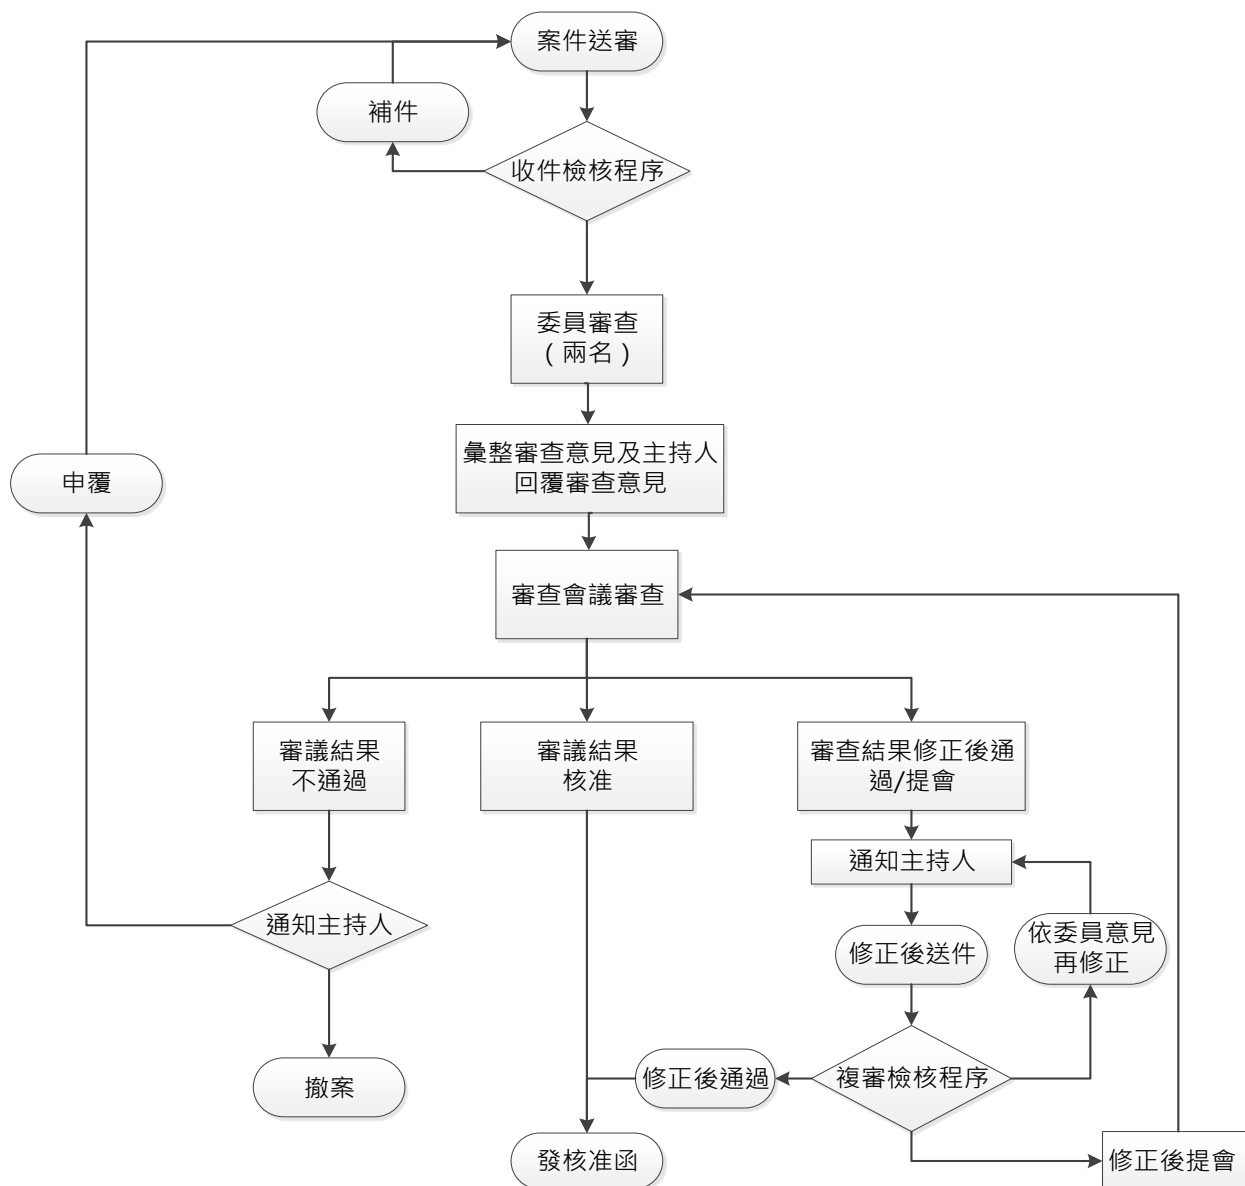 案件送審
補件
收件檢核程序
委員審查
(兩名)
彙整審查意見及主持人
回覆審查意見
申覆
審查會議審查
審議結果
不通過
審議結果
核准
審查結果修正後通
過/提會
通知主持人
通知主持人
修正後送件
依委員意見
再修正
撤案
修正後通過
複審檢核程序
發核准函
修正後提會